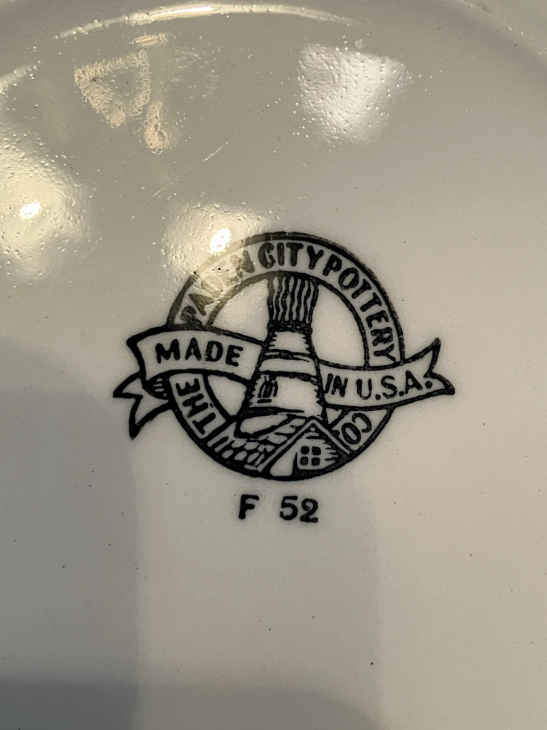 THE PADEN CITY POTTERY CO.
MADE IN U.S.A.
F 52